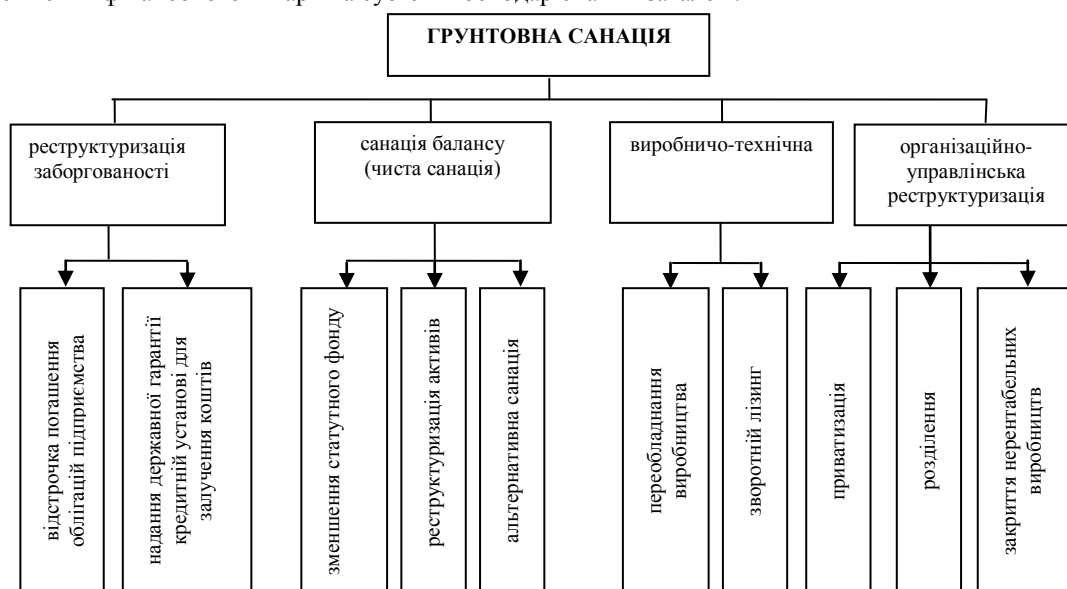 ГРУНТОВНА САНАЦІЯ
реструктуризація
заборгованості
санація балансу
(чиста санація)
виробничо-технічна
організаційно-
управлінська
реструктуризація
відстрочка погашення
облігацій підприємства
надання державної гарантії
кредитній установі для
залучення коштів
зменшення статутного фонду
реструктуризація активів
альтернативна санація
переобладнання
виробництва
зворотній лізинг
приватизація
розділення
закриття нерентабельних
виробництв